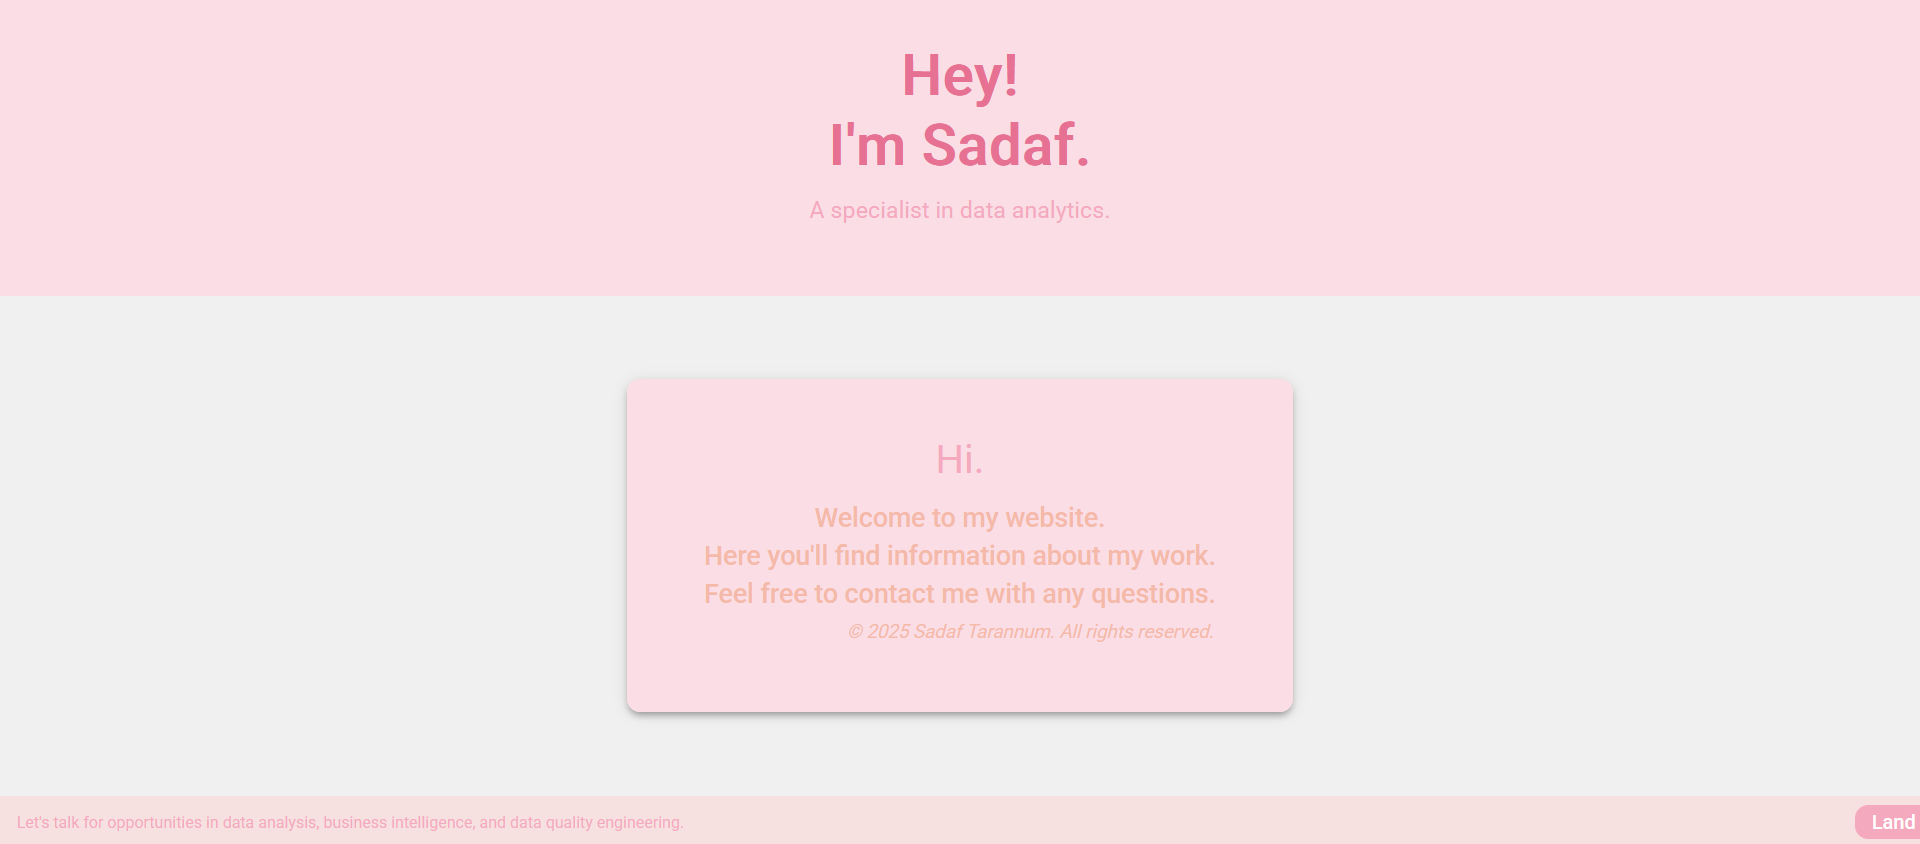 Hey!
I'm Sadaf.
A specialist in data analytics.
Hi.
Welcome to my website.
Here you'll find information about my work.
Feel free to contact me with any questions.
© 2025 Sadaf Tarannum. All rights reserved.
Let's talk for opportunities in data analysis, business intelligence, and data quality engineering.
Land